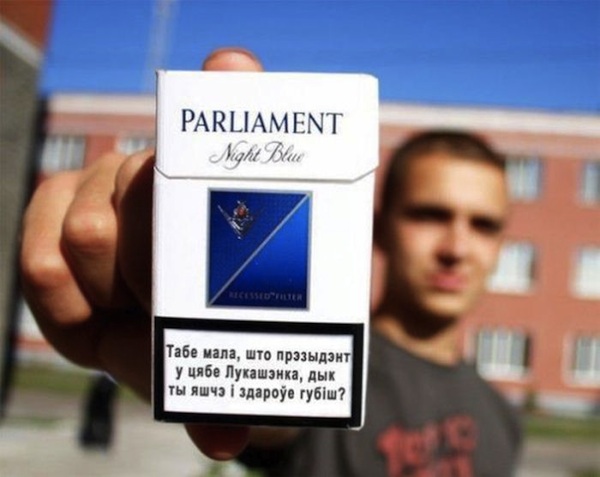 PARLIAMENT
Night Blue
RECESSED FILTER
Табе мала, што прэзыдэнт
у цябе Лукашэнка, дык
ты яшчэ і здароўе губіш?